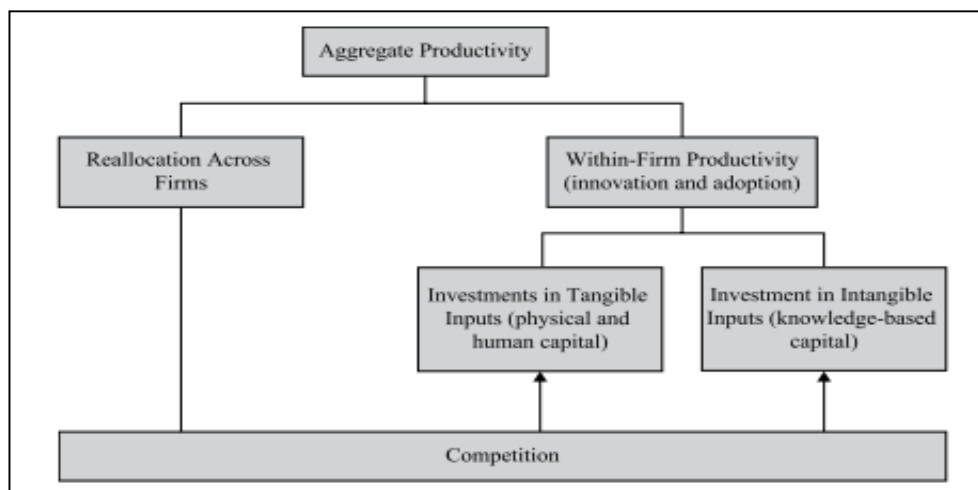 Aggregate Productivity
Reallocation Across
Firms
Within-Firm Productivity
(innovation and adoption)
Investments in Tangible
Inputs (physical and
human capital)
Investment in Intangible
Inputs (knowledge-based
capital)
Competition